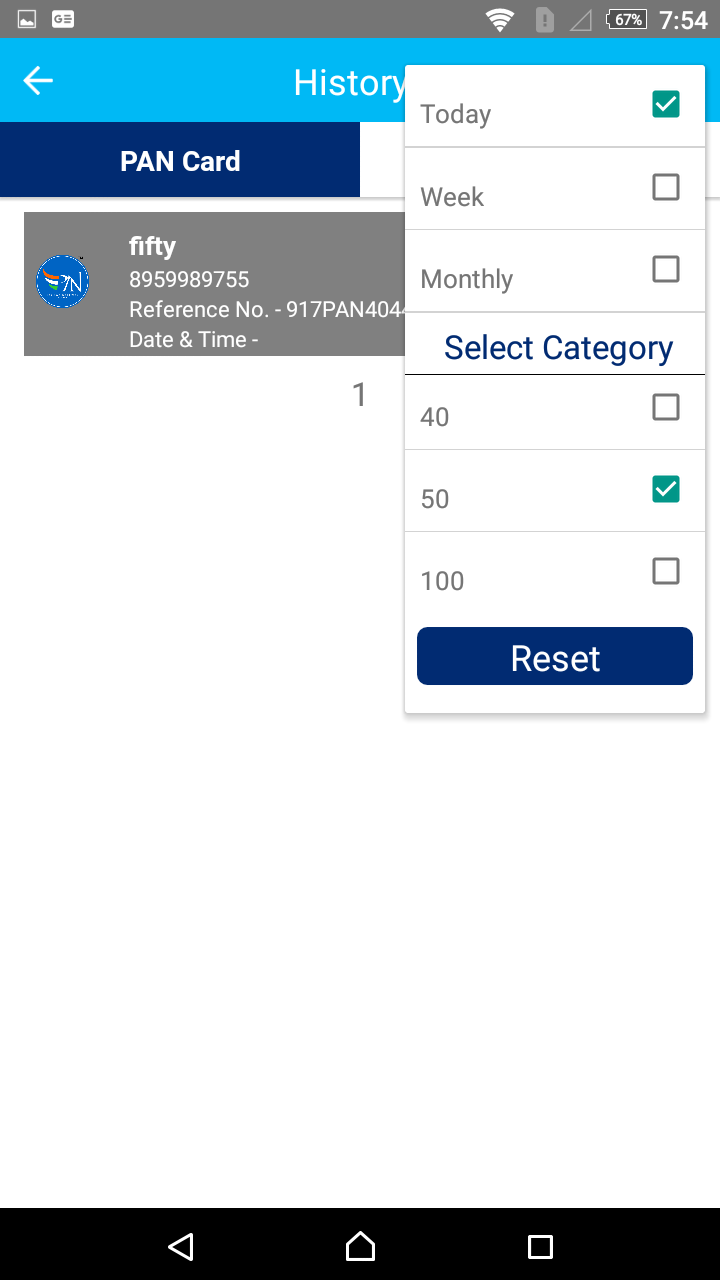 67% 7:54
History
PAN Card
fifty
8959989755
Reference No. - 917PAN404
Date & Time -
1
Today
Week
Monthly
Select Category
40
50
100
Reset